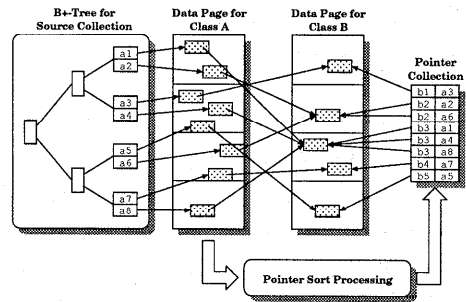 B+-Tree for
Source Collection
Data Page for
Class A
Data Page for
Class B
Pointer
Collection
a1
a2
a3
a4
a5
a6
a7
a8
b1 a3
b2 a2
b2 a6
b3 a1
b3 a4
b3 a8
b4 a7
b5 a5
Pointer Sort Processing